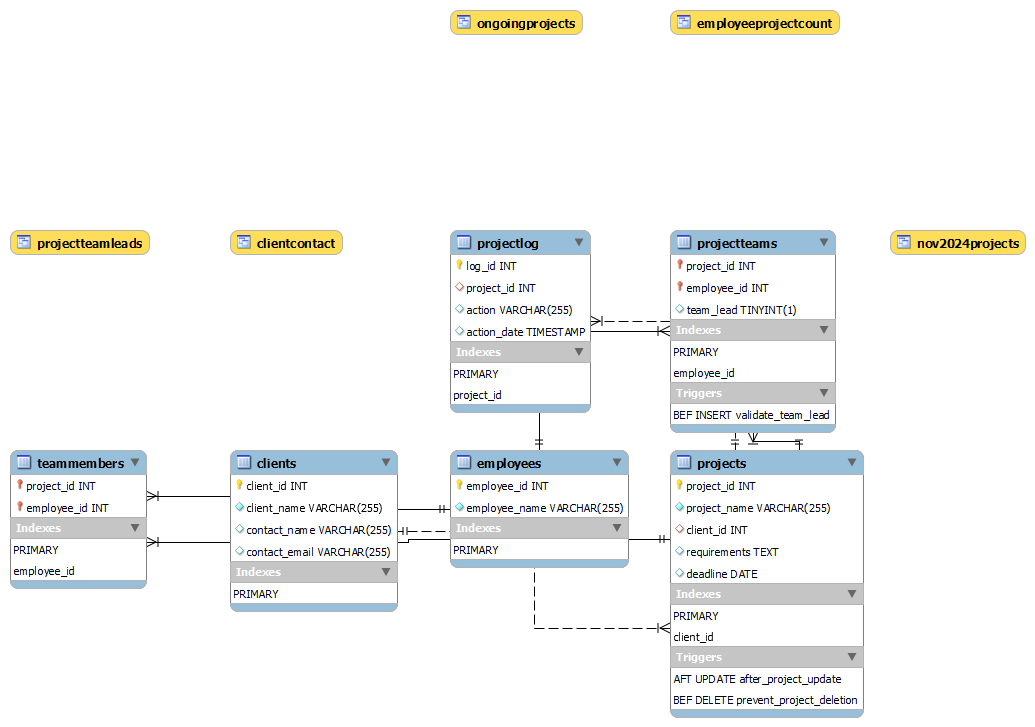 ongoingprojects
employeeprojectcount
projectteamleads
clientcontact
projectlog
log_id INT
project_id INT
action VARCHAR(255)
action_date TIMESTAMP
Indexes
PRIMARY
project_id
projectteams
project_id INT
employee_id INT
team_lead TINYINT(1)
Indexes
PRIMARY
employee_id
Triggers
BEF INSERT validate_team_lead
nov2024projects
teammembers
project_id INT
employee_id INT
Indexes
PRIMARY
employee_id
clients
client_id INT
client_name VARCHAR(255)
contact_name VARCHAR(255)
contact_email VARCHAR(255)
Indexes
PRIMARY
employees
employee_id INT
employee_name VARCHAR(255)
Indexes
PRIMARY
projects
project_id INT
project_name VARCHAR(255)
client_id INT
requirements TEXT
deadline DATE
Indexes
PRIMARY
client_id
Triggers
AFT UPDATE after_project_update
BEF DELETE prevent_project_deletion